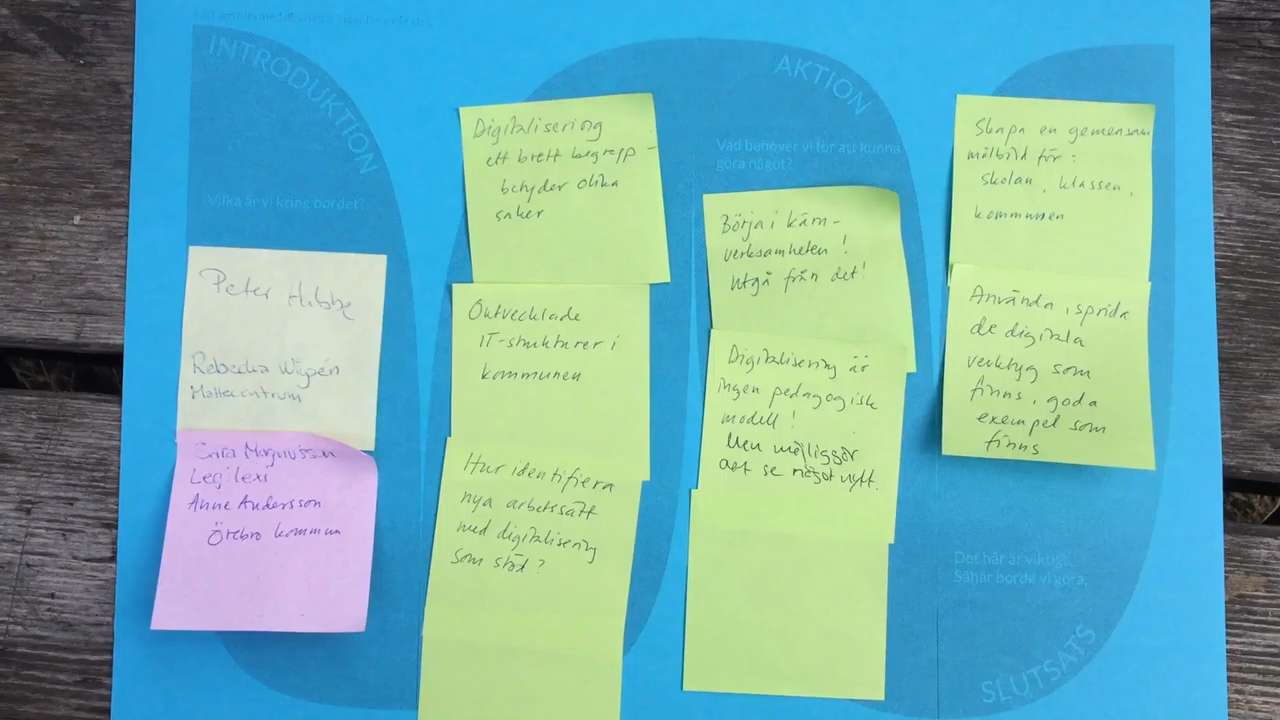 INTRODUKTION
Vilka är vi kring bordet?
Peter
Rebecka
Mattecentrum
Magnusson
Legilexi
Anne Andersson
Örebro kommun
Digitalisering
ett brett begrepp -
betyder olika
saker
Outvecklade
IT-strukturer i
kommunen
Hur identifiera
nya arbetssätt
med digitalisering
som stöd?
AKTION
Vad behöver vi för att kunna
göra något?
Börja i kärn-
verksamheten!
Utgå från det!
Digitalisering är
ingen pedagogisk
modell!
Men möjliggör
att se något nytt.
Skapa en gemensam
målbild för:
skolan, klassen,
kommunen
Använda, sprida
de digitala
verktyg som
finns, goda
exempel som
finns
Det här är viktigt.
Såhär borde vi göra.
SLUTSATS